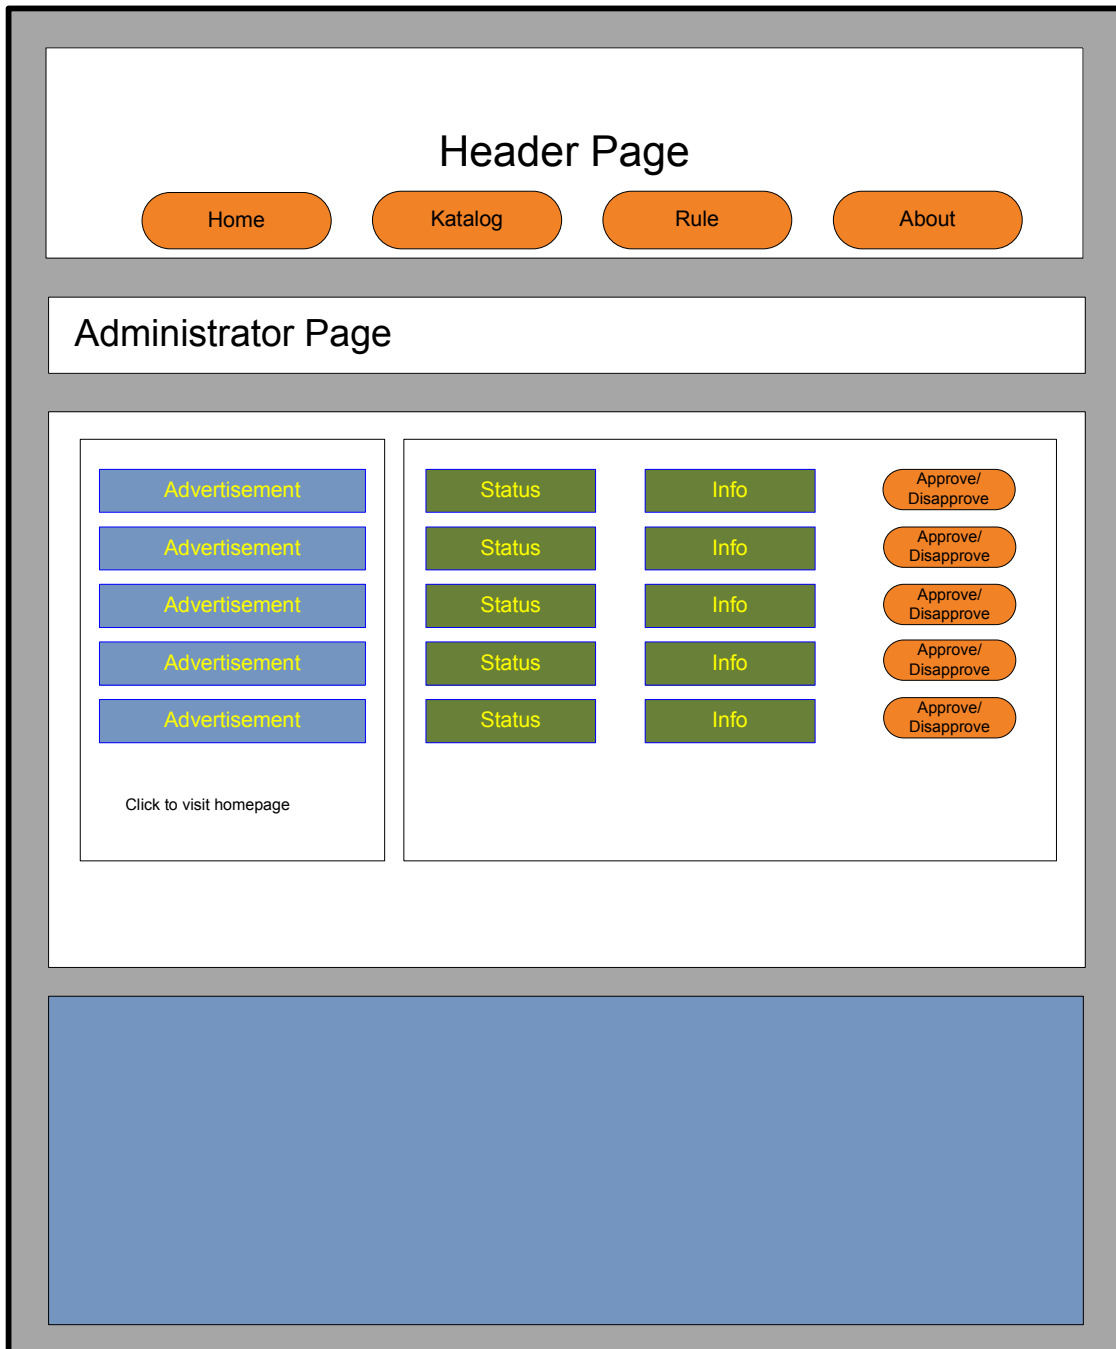 Header Page
Home Katalog Rule About
Administrator Page
Advertisement Status Info Approve/
Disapprove
Advertisement Status Info Approve/
Disapprove
Advertisement Status Info Approve/
Disapprove
Advertisement Status Info Approve/
Disapprove
Advertisement Status Info Approve/
Disapprove
Click to visit homepage